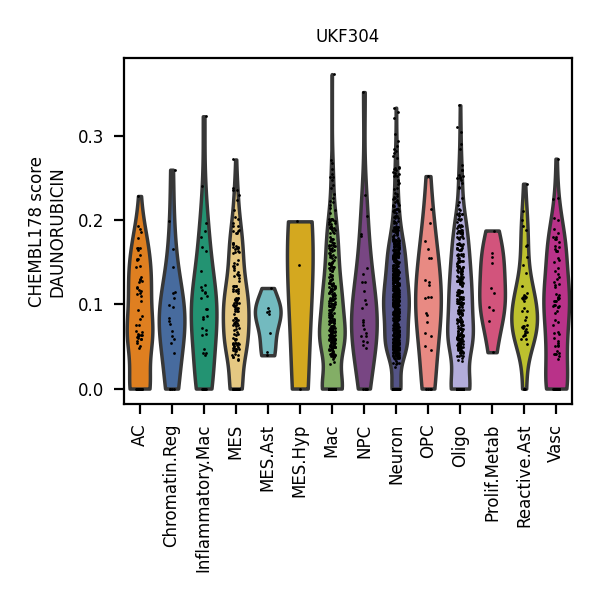 UKF304
CHEMBL178 score
DAUNORUBICIN
0.3
0.2
0.1
0.0
AC
Chromatin.Reg
Inflammatory.Mac
MES
MES.Ast
MES.Hyp
Mac
NPC
Neuron
OPC
Oligo
Prolif.Metab
Reactive.Ast
Vasc